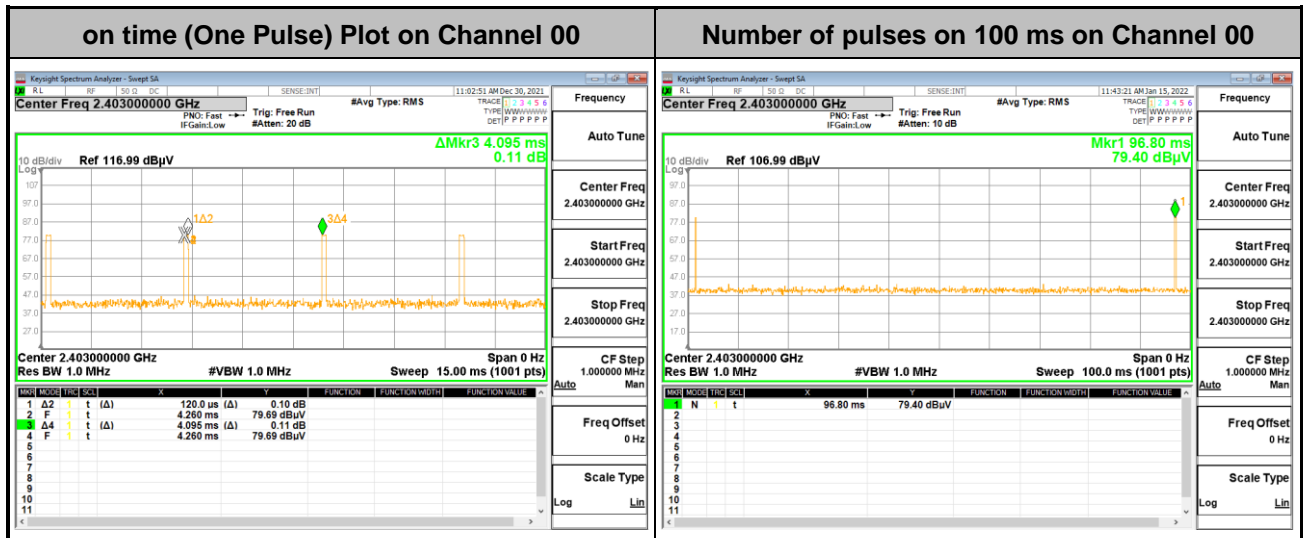 on time (One Pulse) Plot on Channel 00
Number of pulses on 100 ms on Channel 00
Keysight Spectrum Analyzer - Swept SA
RL RF 50 Ω DC SENSE:INT 11:02:51 AM Dec 30, 2021
Center Freq 2.403000000 GHz #Avg Type: RMS TRACE 1 2 3 4 5 6
PNO: Fast Trig: Free Run TYPE WWWWWW
IFGain:Low #Atten: 20 dB DET P P P P P P
ΔMkr3 4.095 ms
0.11 dB
10 dB/div Ref 116.99 dBµV
Log
107
97.0
87.0
77.0
67.0
57.0
47.0
37.0
27.0
1Δ2
3Δ4
Center 2.403000000 GHz Span 0 Hz
Res BW 1.0 MHz #VBW 1.0 MHz Sweep 15.00 ms (1001 pts)
MKR MODE TRC SCL X Y FUNCTION FUNCTION WIDTH FUNCTION VALUE
1 Δ2 1 t (Δ) 120.0 µs (Δ) 0.10 dB
2 F 1 t 4.260 ms 79.69 dBµV
3 Δ4 1 t (Δ) 4.095 ms (Δ) 0.11 dB
4 F 1 t 4.260 ms 79.69 dBµV
5
6
7
8
9
10
11
Frequency
Auto Tune
Center Freq
2.403000000 GHz
Start Freq
2.403000000 GHz
Stop Freq
2.403000000 GHz
CF Step
1.000000 MHz
Auto Man
Freq Offset
0 Hz
Scale Type
Log Lin
Keysight Spectrum Analyzer - Swept SA
RL RF 50 Ω DC SENSE:INT 11:43:21 AM Jan 15, 2022
Center Freq 2.403000000 GHz #Avg Type: RMS TRACE 1 2 3 4 5 6
PNO: Fast Trig: Free Run TYPE WWWWWW
IFGain:Low #Atten: 10 dB DET P P P P P P
Mkr1 96.80 ms
79.40 dBµV
10 dB/div Ref 106.99 dBµV
Log
97.0
87.0
77.0
67.0
57.0
47.0
37.0
27.0
17.0
1
Center 2.403000000 GHz Span 0 Hz
Res BW 1.0 MHz #VBW 1.0 MHz Sweep 100.0 ms (1001 pts)
MKR MODE TRC SCL X Y FUNCTION FUNCTION WIDTH FUNCTION VALUE
1 N 1 t 96.80 ms 79.40 dBµV
2
3
4
5
6
7
8
9
10
11
Frequency
Auto Tune
Center Freq
2.403000000 GHz
Start Freq
2.403000000 GHz
Stop Freq
2.403000000 GHz
CF Step
1.000000 MHz
Auto Man
Freq Offset
0 Hz
Scale Type
Log Lin